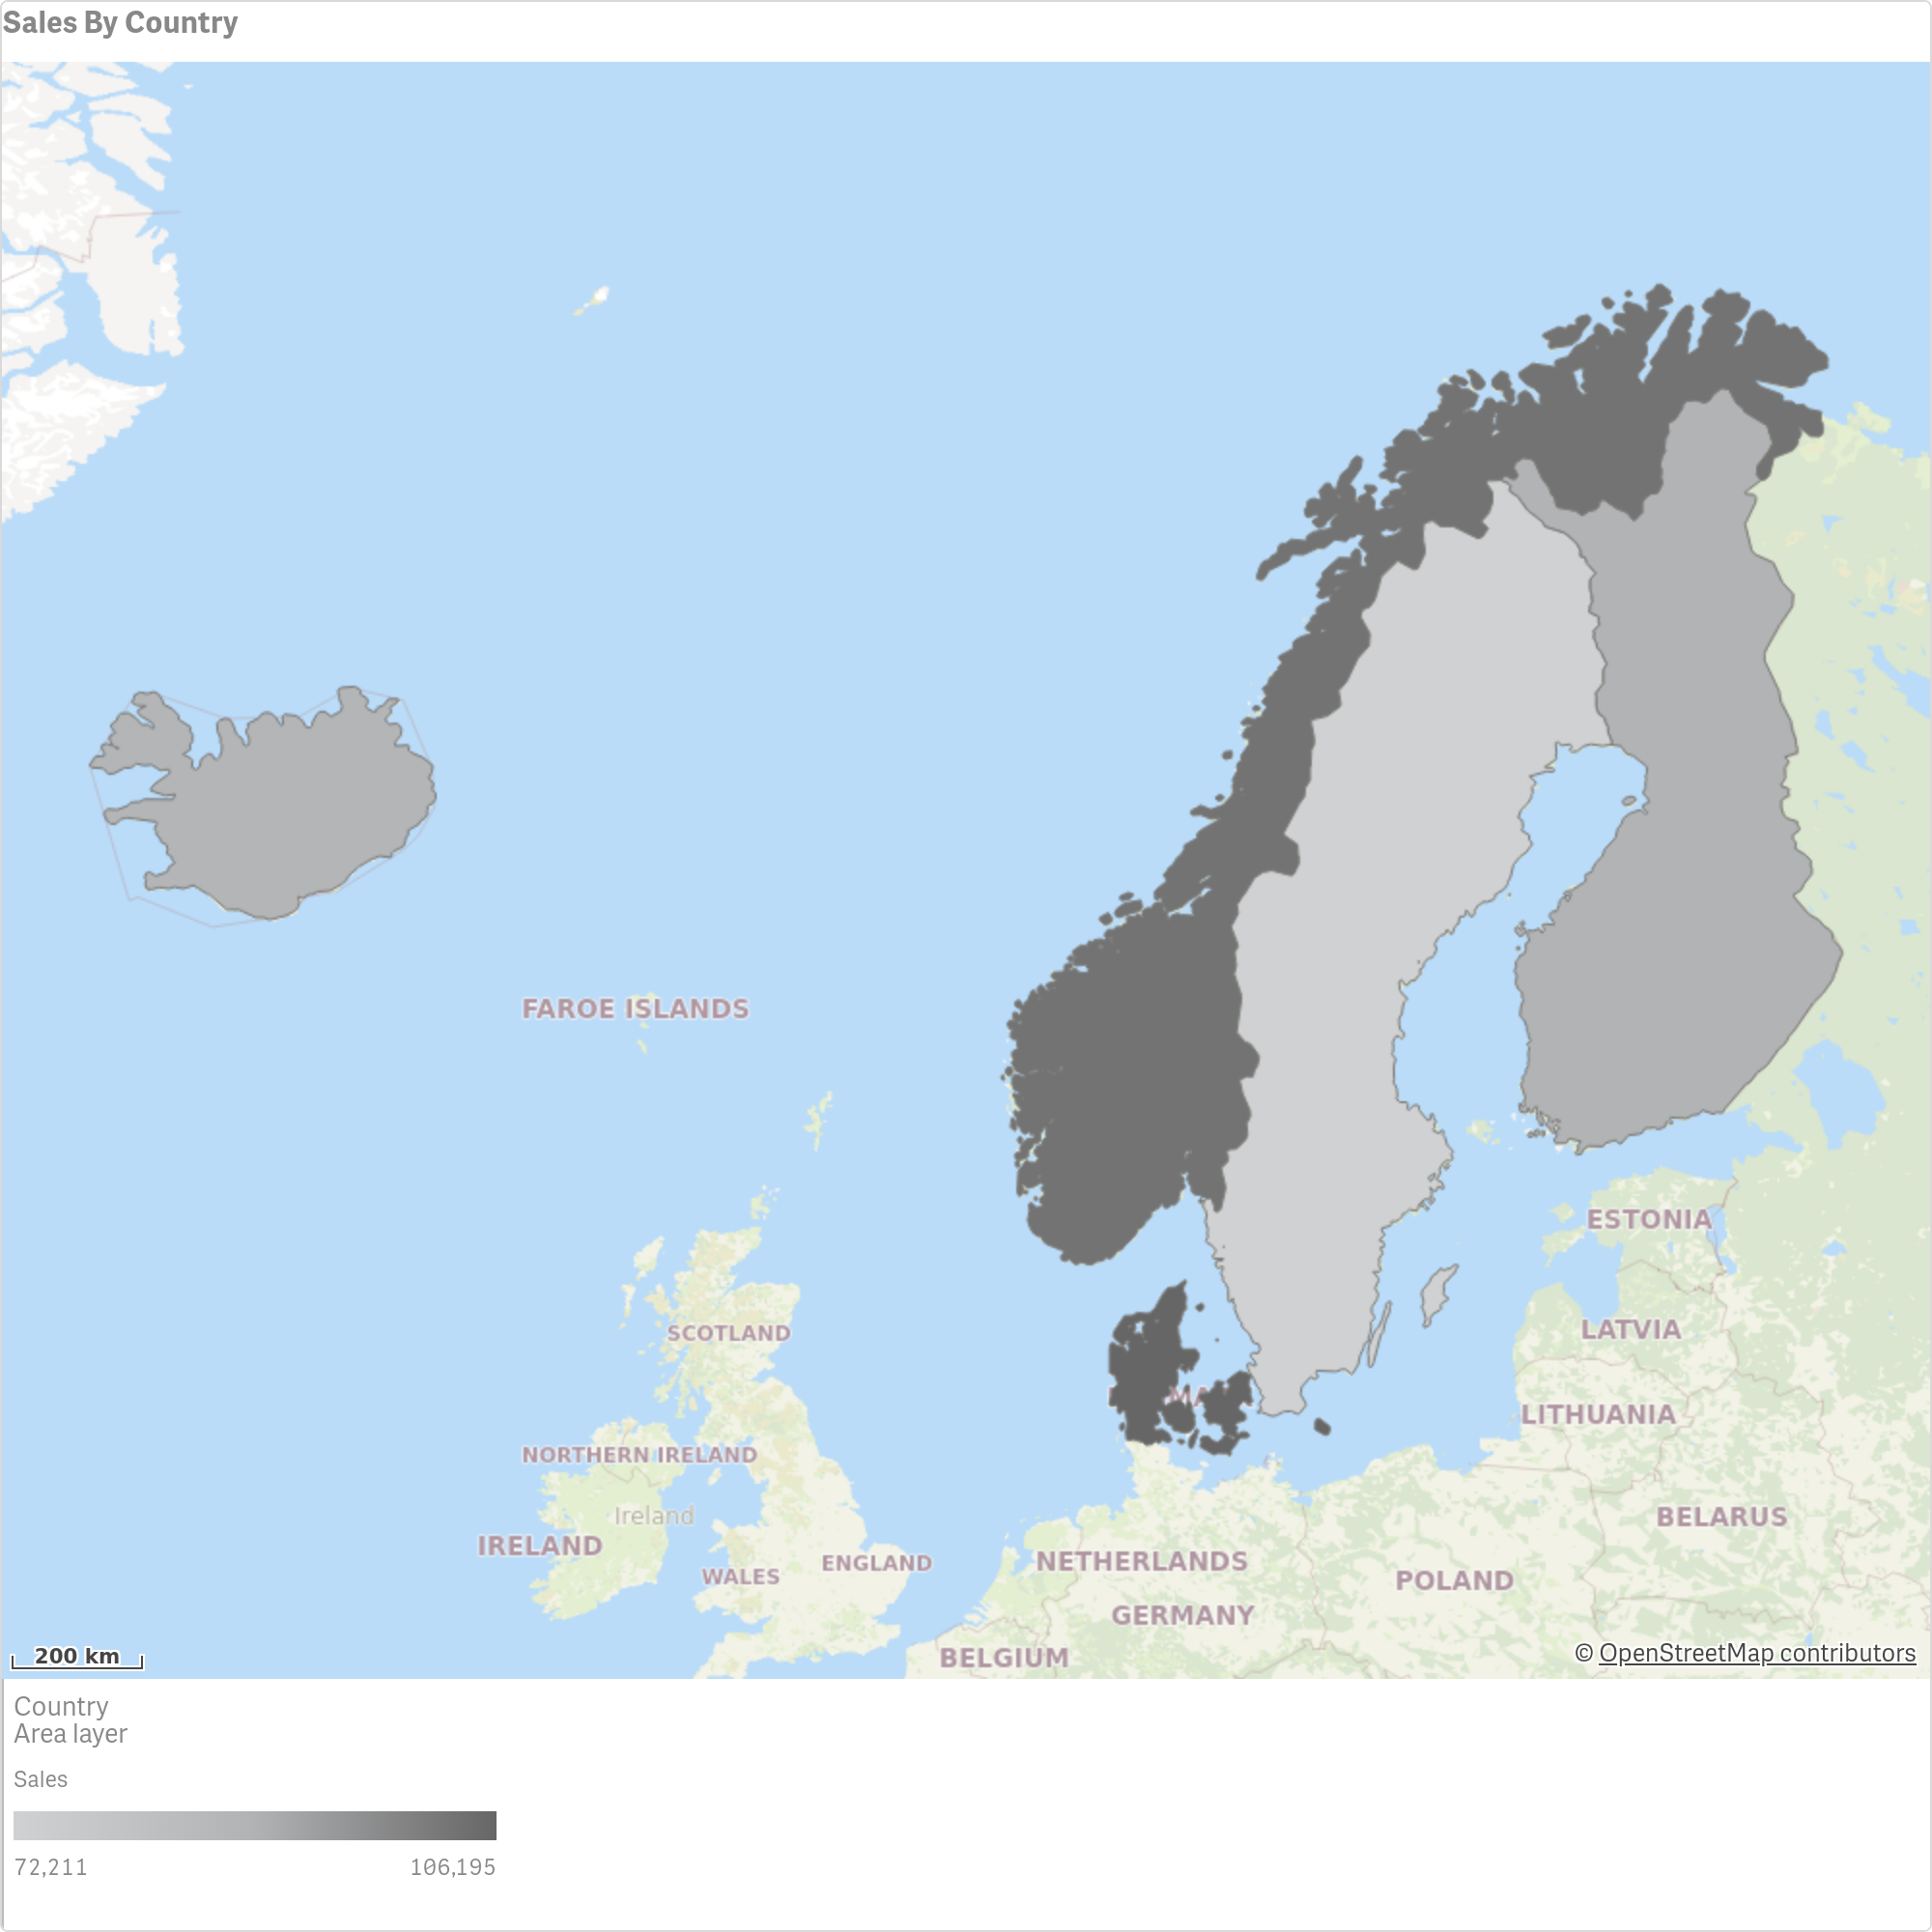 Sales By Country
FAROE ISLANDS
ESTONIA
SCOTLAND
LATVIA
LITHUANIA
NORTHERN IRELAND
Ireland
BELARUS
IRELAND
ENGLAND
NETHERLANDS
WALES
POLAND
GERMANY
BELGIUM
200 km
© OpenStreetMap contributors
Country
Area layer
Sales
72,211 106,195